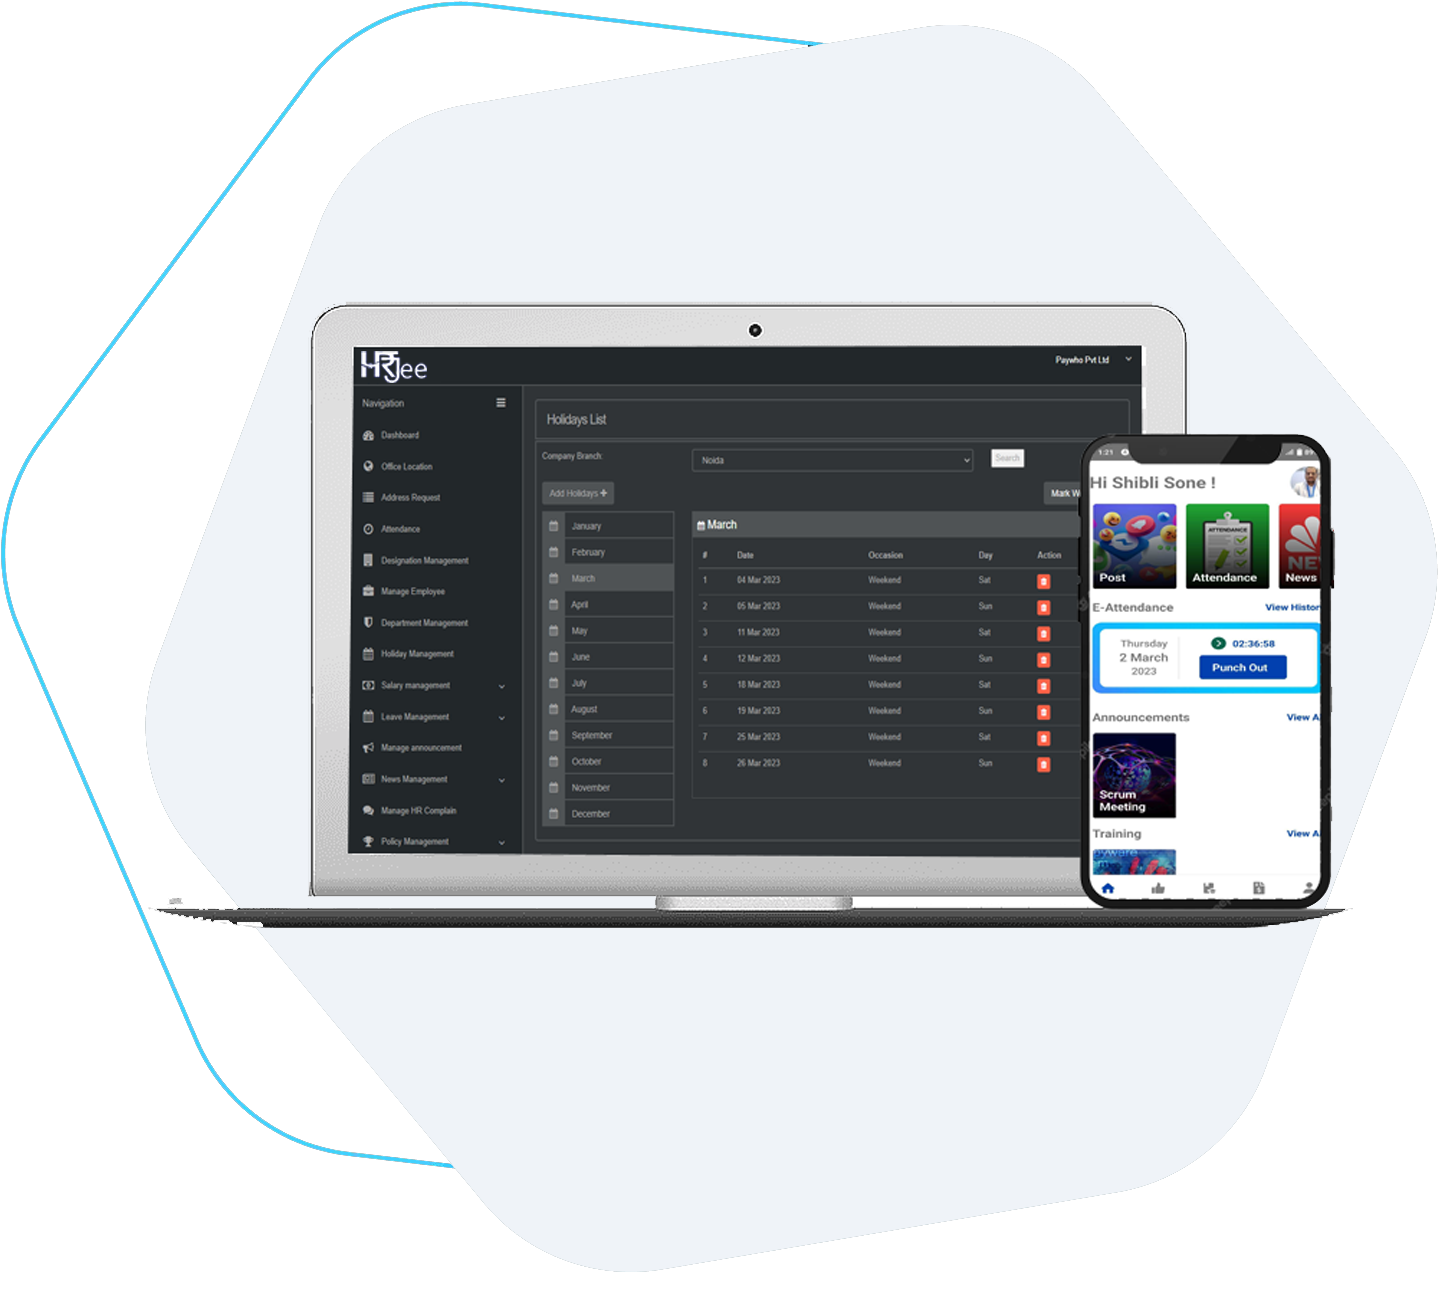 HRJee
Paywho Pvt Ltd
Navigation
Dashboard
Office Location
Address Request
Attendance
Designation Management
Manage Employee
Department Management
Holiday Management
Salary management
Leave Management
Manage announcement
News Management
Manage HR Complain
Policy Management
Holidays List
Company Branch:
Noida
Search
Add Holidays +
Mark W
January
February
March
April
May
June
July
August
September
October
November
December
March
# Date Occasion Day Action
1 04 Mar 2023 Weekend Sat
2 05 Mar 2023 Weekend Sun
3 11 Mar 2023 Weekend Sat
4 12 Mar 2023 Weekend Sun
5 18 Mar 2023 Weekend Sat
6 19 Mar 2023 Weekend Sun
7 25 Mar 2023 Weekend Sat
8 26 Mar 2023 Weekend Sun
1:21
89
Hi Shibli Sone !
ATTENDANCE
NE
Post
Attendance
News
E-Attendance
View Histor
Thursday
2 March
2023
02:36:58
Punch Out
Announcements
View A
Scrum
Meeting
Training
View A